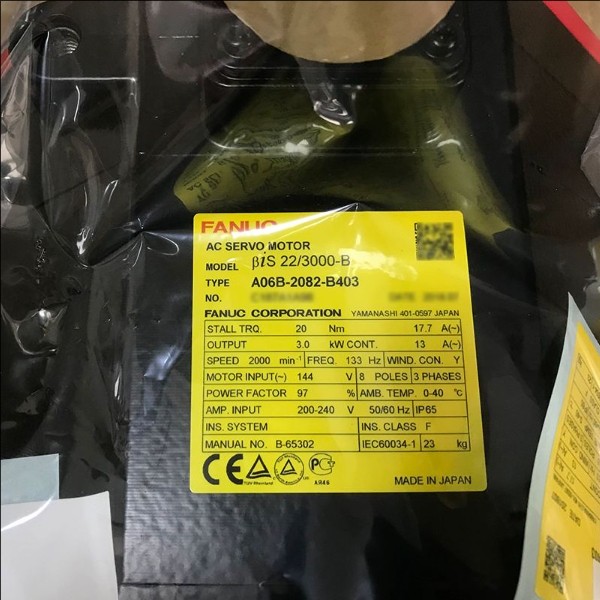 FANUC
AC SERVO MOTOR
MODEL βiS 22/3000-B
TYPE A06B-2082-B403
NO.
DATE
FANUC CORPORATION YAMANASHI 401-0597 JAPAN
STALL TRQ. 20 Nm 17.7 A(~)
OUTPUT 3.0 kW CONT. 13 A(~)
SPEED 2000 min⁻¹ FREQ. 133 Hz WIND. CON. Y
MOTOR INPUT(~) 144 V 8 POLES 3 PHASES
POWER FACTOR 97 % AMB. TEMP. 0-40 ℃
AMP. INPUT 200-240 V 50/60 Hz IP65
INS. SYSTEM INS. CLASS F
MANUAL NO. B-65302 IEC60034-1 23 kg
CE
MADE IN JAPAN